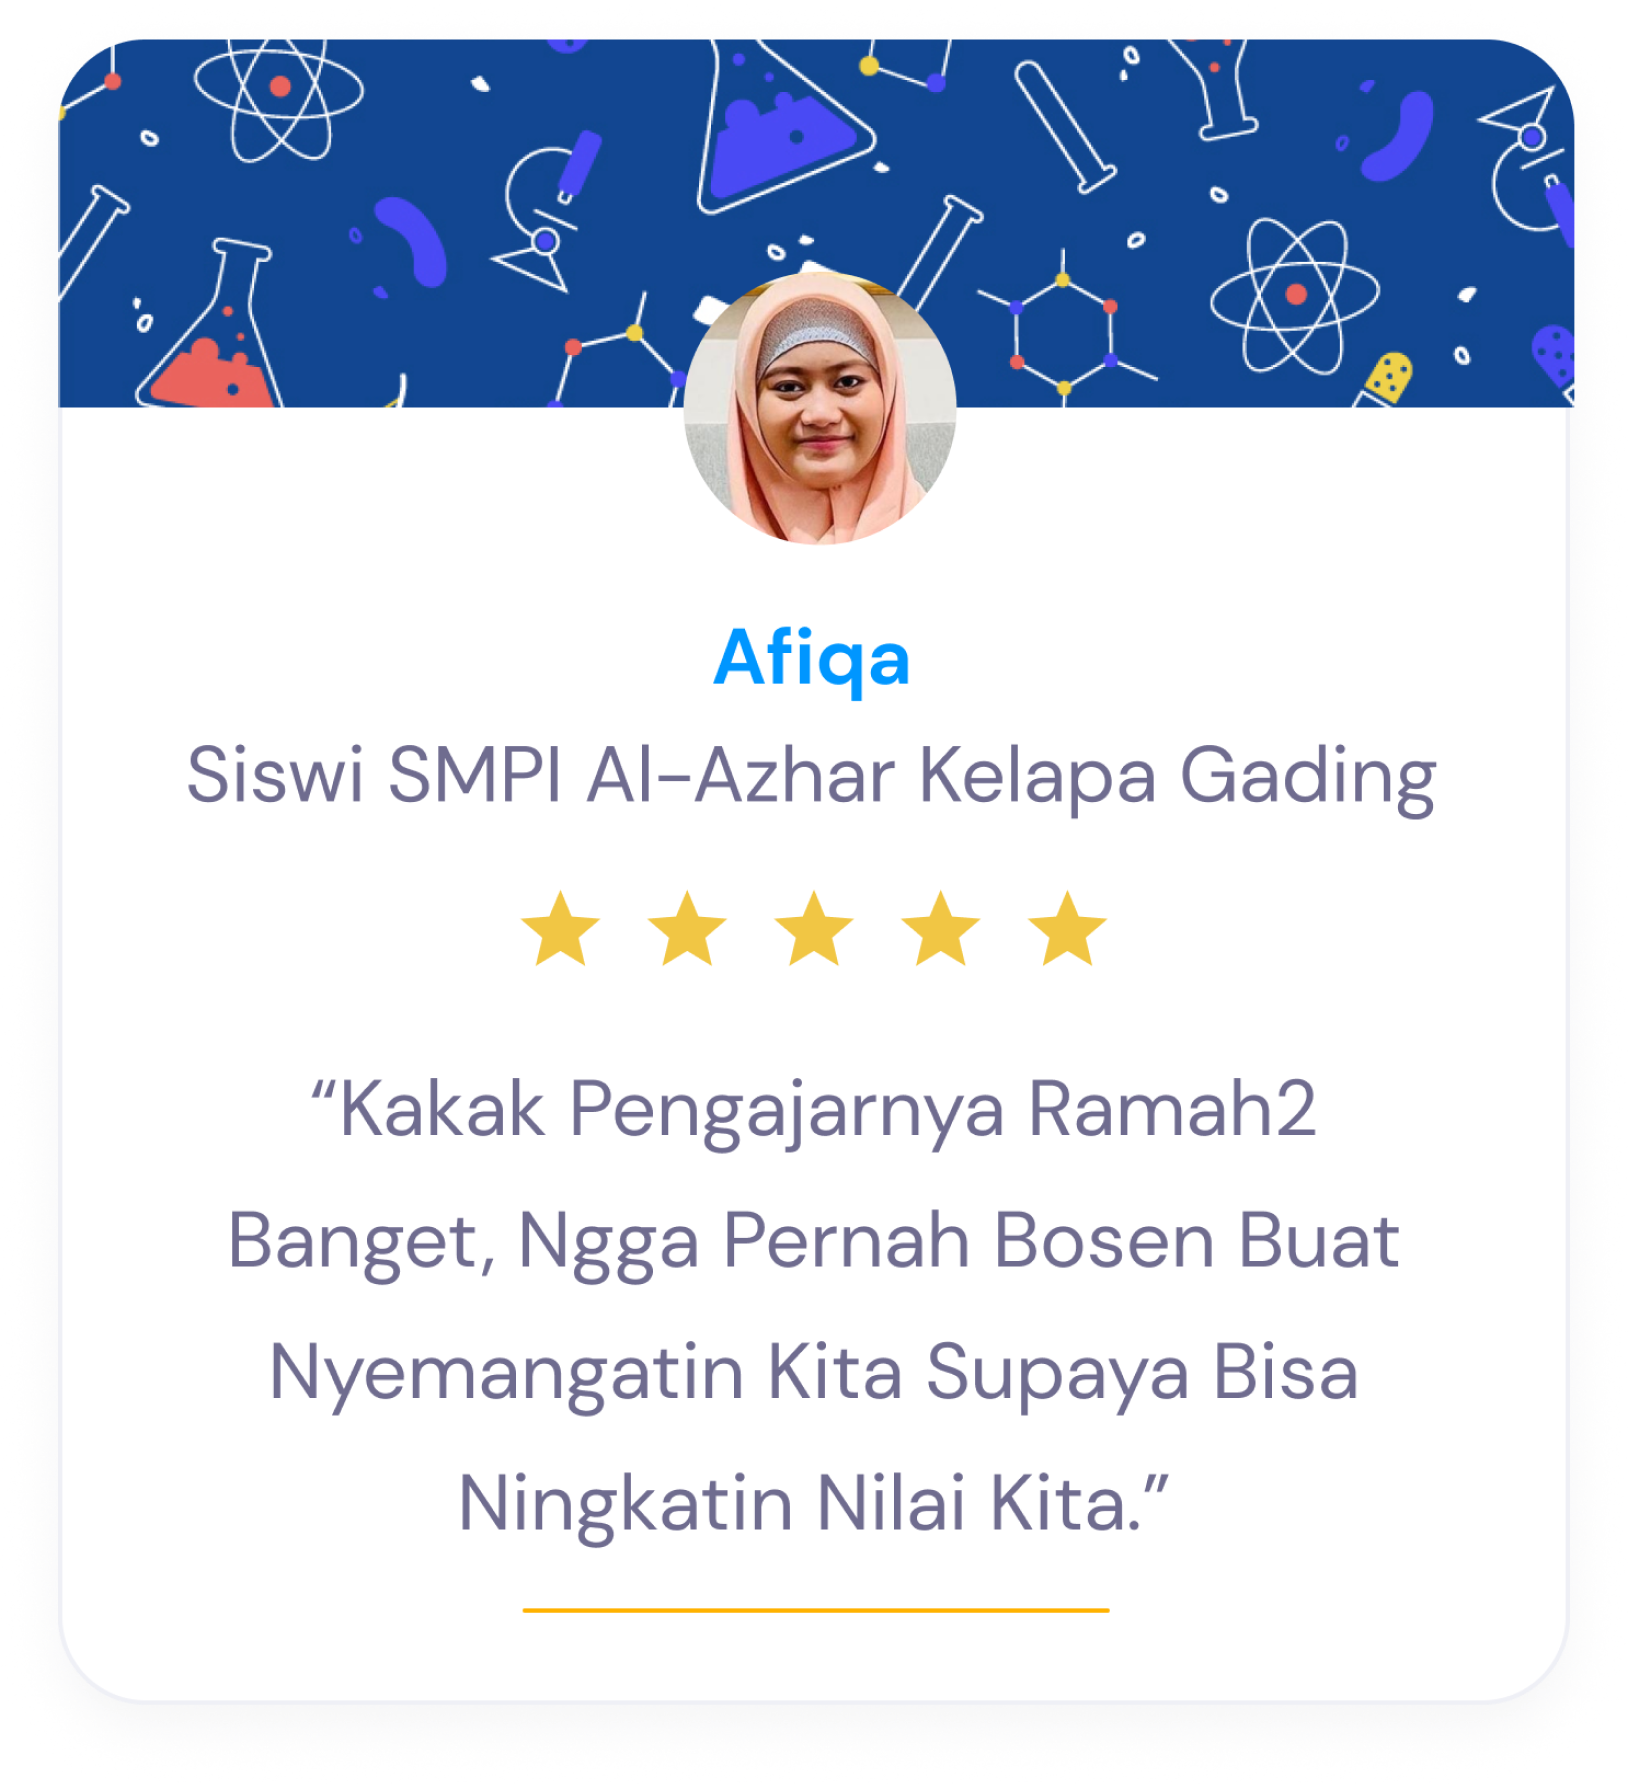 Afiqa
Siswi SMPI Al-Azhar Kelapa Gading
“Kakak Pengajarnya Ramah2
Banget, Ngga Pernah Bosen Buat
Nyemangatin Kita Supaya Bisa
Ningkatin Nilai Kita.”